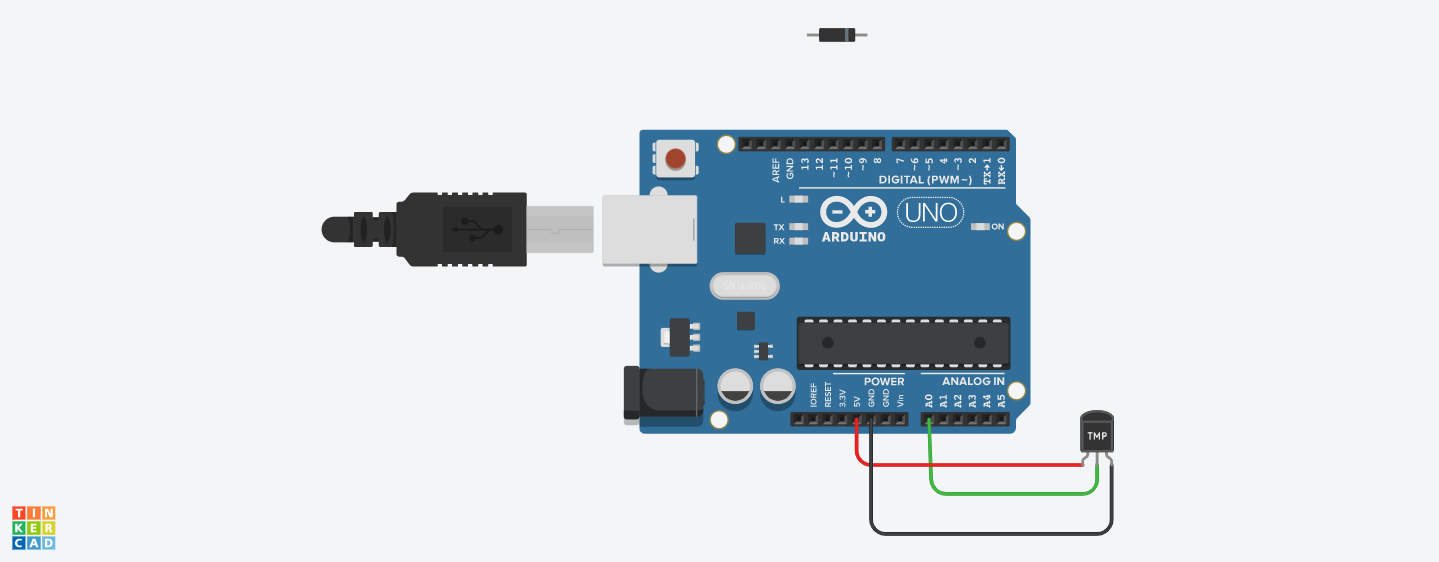 AREF
GND
13
12
~11
~10
~9
8
7
~6
~5
4
~3
2
TX→1
RX←0
DIGITAL (PWM~)
L
TX
RX
ARDUINO
UNO
ON
POWER
ANALOG IN
IOREF
RESET
3.3V
5V
GND
GND
Vin
A0
A1
A2
A3
A4
A5
TMP
TIN
KER
CAD